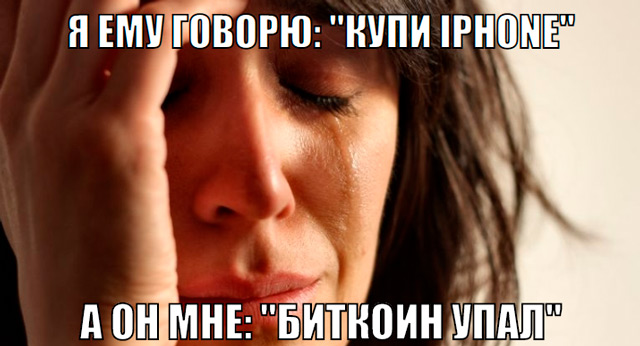 Я ЕМУ ГОВОРЮ: "КУПИ IPHONE"
А ОН МНЕ: "БИТКОИН УПАЛ"